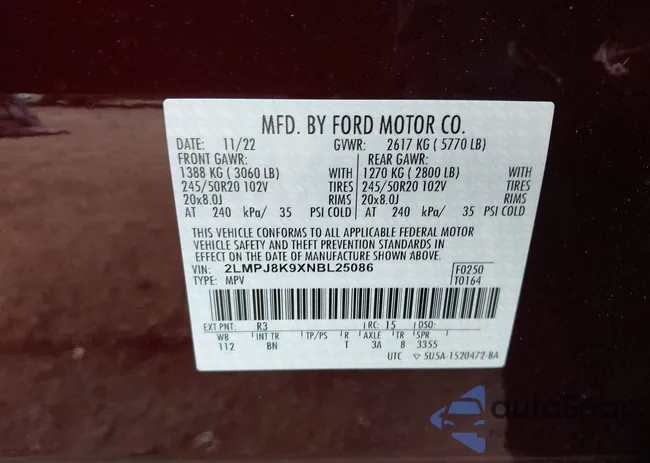 MFD. BY FORD MOTOR CO.
DATE: 11/22 GVWR: 2617 KG ( 5770 LB)
FRONT GAWR: REAR GAWR:
1388 KG ( 3060 LB) WITH 1270 KG ( 2800 LB) WITH
245/50R20 102V TIRES 245/50R20 102V TIRES
20x8.0J RIMS 20x8.0J RIMS
AT 240 kPa/ 35 PSI COLD AT 240 kPa/ 35 PSI COLD
THIS VEHICLE CONFORMS TO ALL APPLICABLE FEDERAL MOTOR
VEHICLE SAFETY AND THEFT PREVENTION STANDARDS IN
EFFECT ON THE DATE OF MANUFACTURE SHOWN ABOVE.
VIN: 2LMPJ8K9XNBL25086 F0250
TYPE: MPV T0164
EXT PNT: R3 RC: 15 DSO:
WB INT TR TP/PS R AXLE TR SPR
112 BN T 3A 8 3355
UTC ▽ 5U5A-1520472-BA